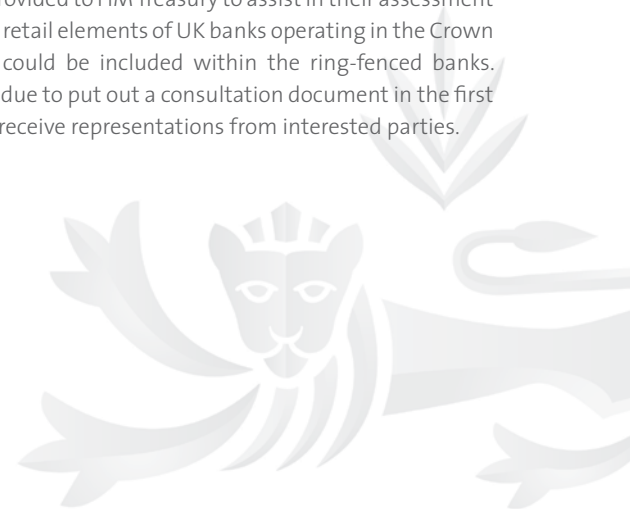 rovided to HM Treasury to assist in their assessment
retail elements of UK banks operating in the Crown
could be included within the ring-fenced banks.
due to put out a consultation document in the first
receive representations from interested parties.